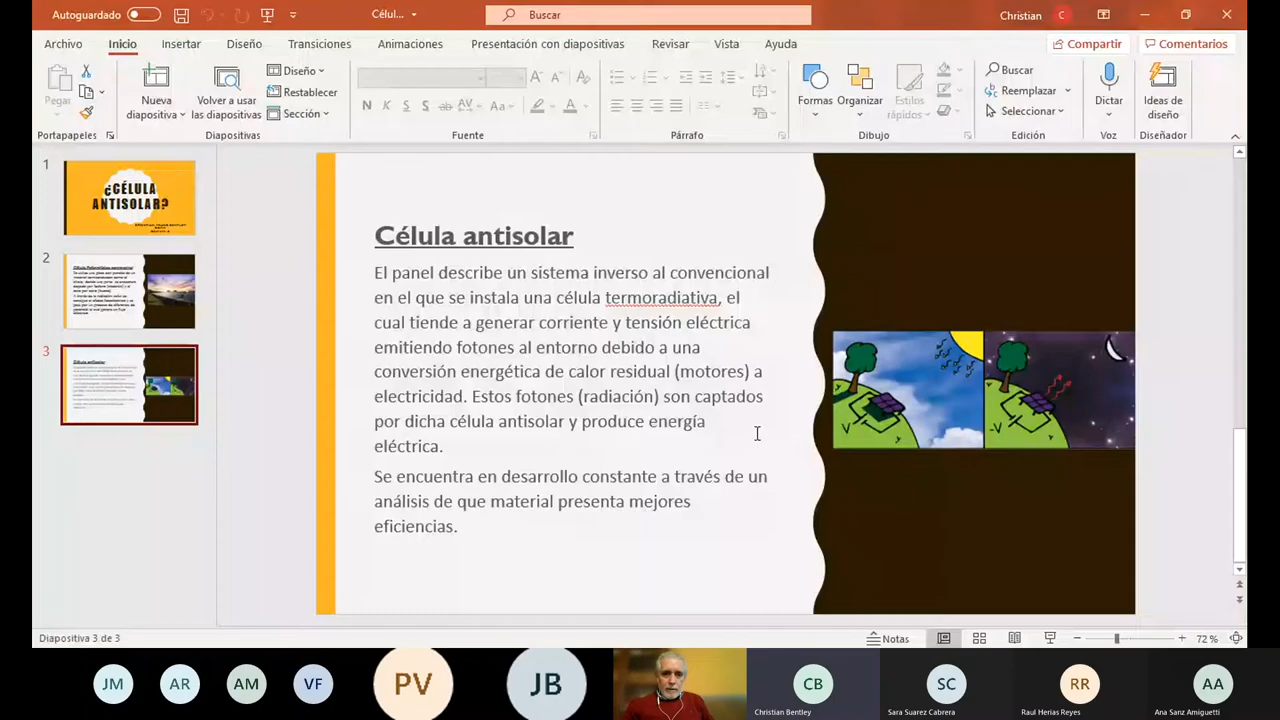 Autoguardado
Célul...
Buscar
Christian
C
Archivo
Inicio
Insertar
Diseño
Transiciones
Animaciones
Presentación con diapositivas
Revisar
Vista
Ayuda
Compartir
Comentarios
Pegar
Nueva
diapositiva
Volver a usar
las diapositivas
Diseño
Restablecer
Sección
N K S S ab AV Aa A
Formas
Organizar
Estilos
rápidos
Buscar
Reemplazar
Seleccionar
Dictar
Ideas de
diseño
Portapapeles
Diapositivas
Fuente
Párrafo
Dibujo
Edición
Voz
Diseñador
1
¿CÉLULA
ANTISOLAR?
2
3
Célula antisolar
El panel describe un sistema inverso al convencional
en el que se instala una célula termoradiativa, el
cual tiende a generar corriente y tensión eléctrica
emitiendo fotones al entorno debido a una
conversión energética de calor residual (motores) a
electricidad. Estos fotones (radiación) son captados
por dicha célula antisolar y produce energía
eléctrica.
Se encuentra en desarrollo constante a través de un
análisis de que material presenta mejores
eficiencias.
V
-V
Diapositiva 3 de 3
Notas
72 %
JM
AR
AM
VF
PV
JB
CB
Christian Bentley
SC
Sara Suarez Cabrera
RR
Raul Herias Reyes
AA
Ana Sanz Amiguetti